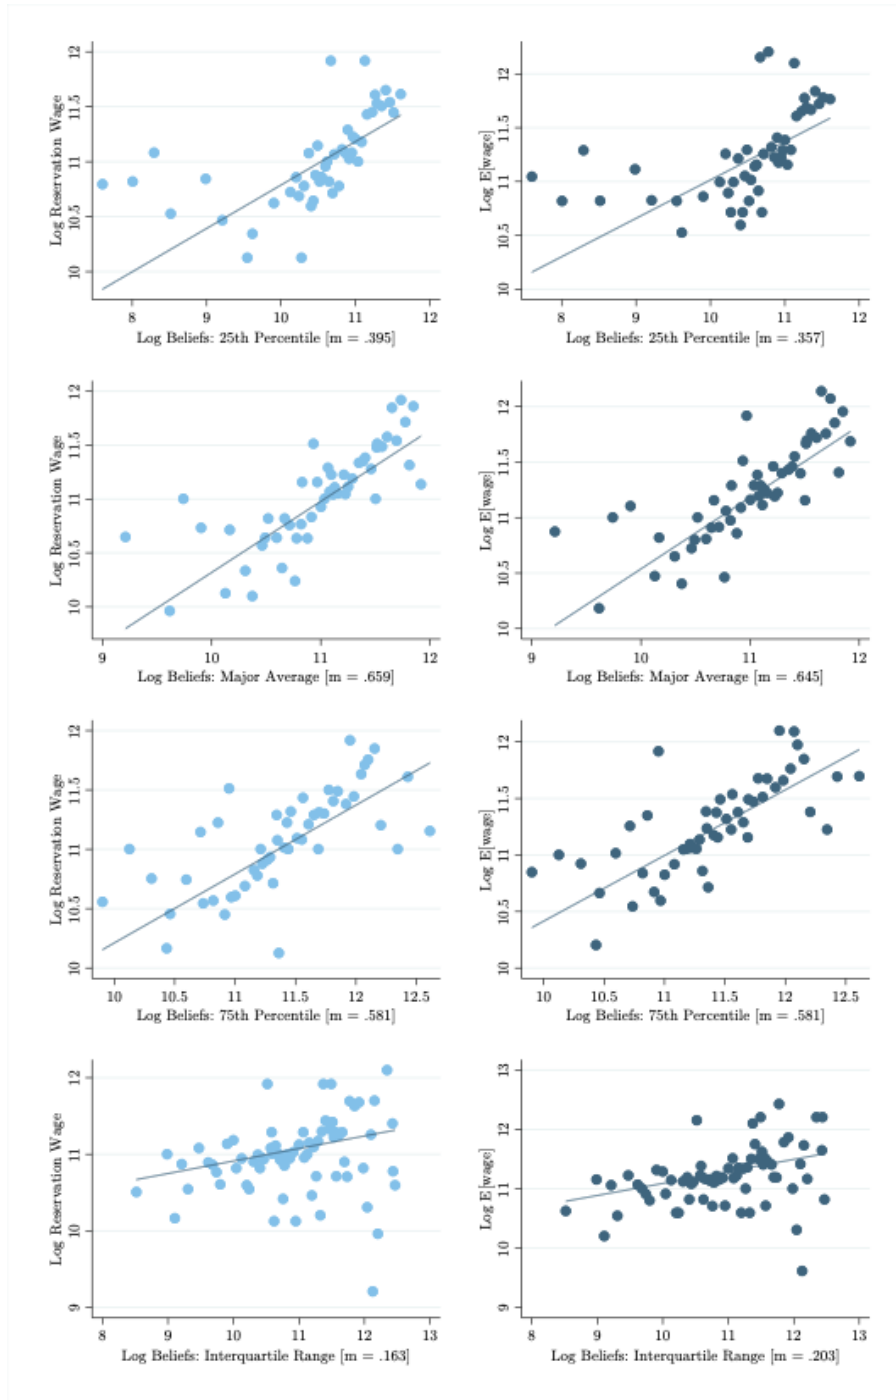 Log Reservation Wage
12
11.5
11
10.5
10
8 9 10 11 12
Log Beliefs: 25th Percentile [m = .395]
Log E[wage]
12
11.5
11
10.5
10
8 9 10 11 12
Log Beliefs: 25th Percentile [m = .357]
Log Reservation Wage
12
11.5
11
10.5
10
9 10 11 12
Log Beliefs: Major Average [m = .659]
Log E[wage]
12
11.5
11
10.5
10
9 10 11 12
Log Beliefs: Major Average [m = .645]
Log Reservation Wage
12
11.5
11
10.5
10
10 10.5 11 11.5 12 12.5
Log Beliefs: 75th Percentile [m = .581]
Log E[wage]
12
11.5
11
10.5
10
10 10.5 11 11.5 12 12.5
Log Beliefs: 75th Percentile [m = .581]
Log Reservation Wage
12
11
10
9
8 9 10 11 12 13
Log Beliefs: Interquartile Range [m = .163]
Log E[wage]
13
12
11
10
9
8 9 10 11 12 13
Log Beliefs: Interquartile Range [m = .203]